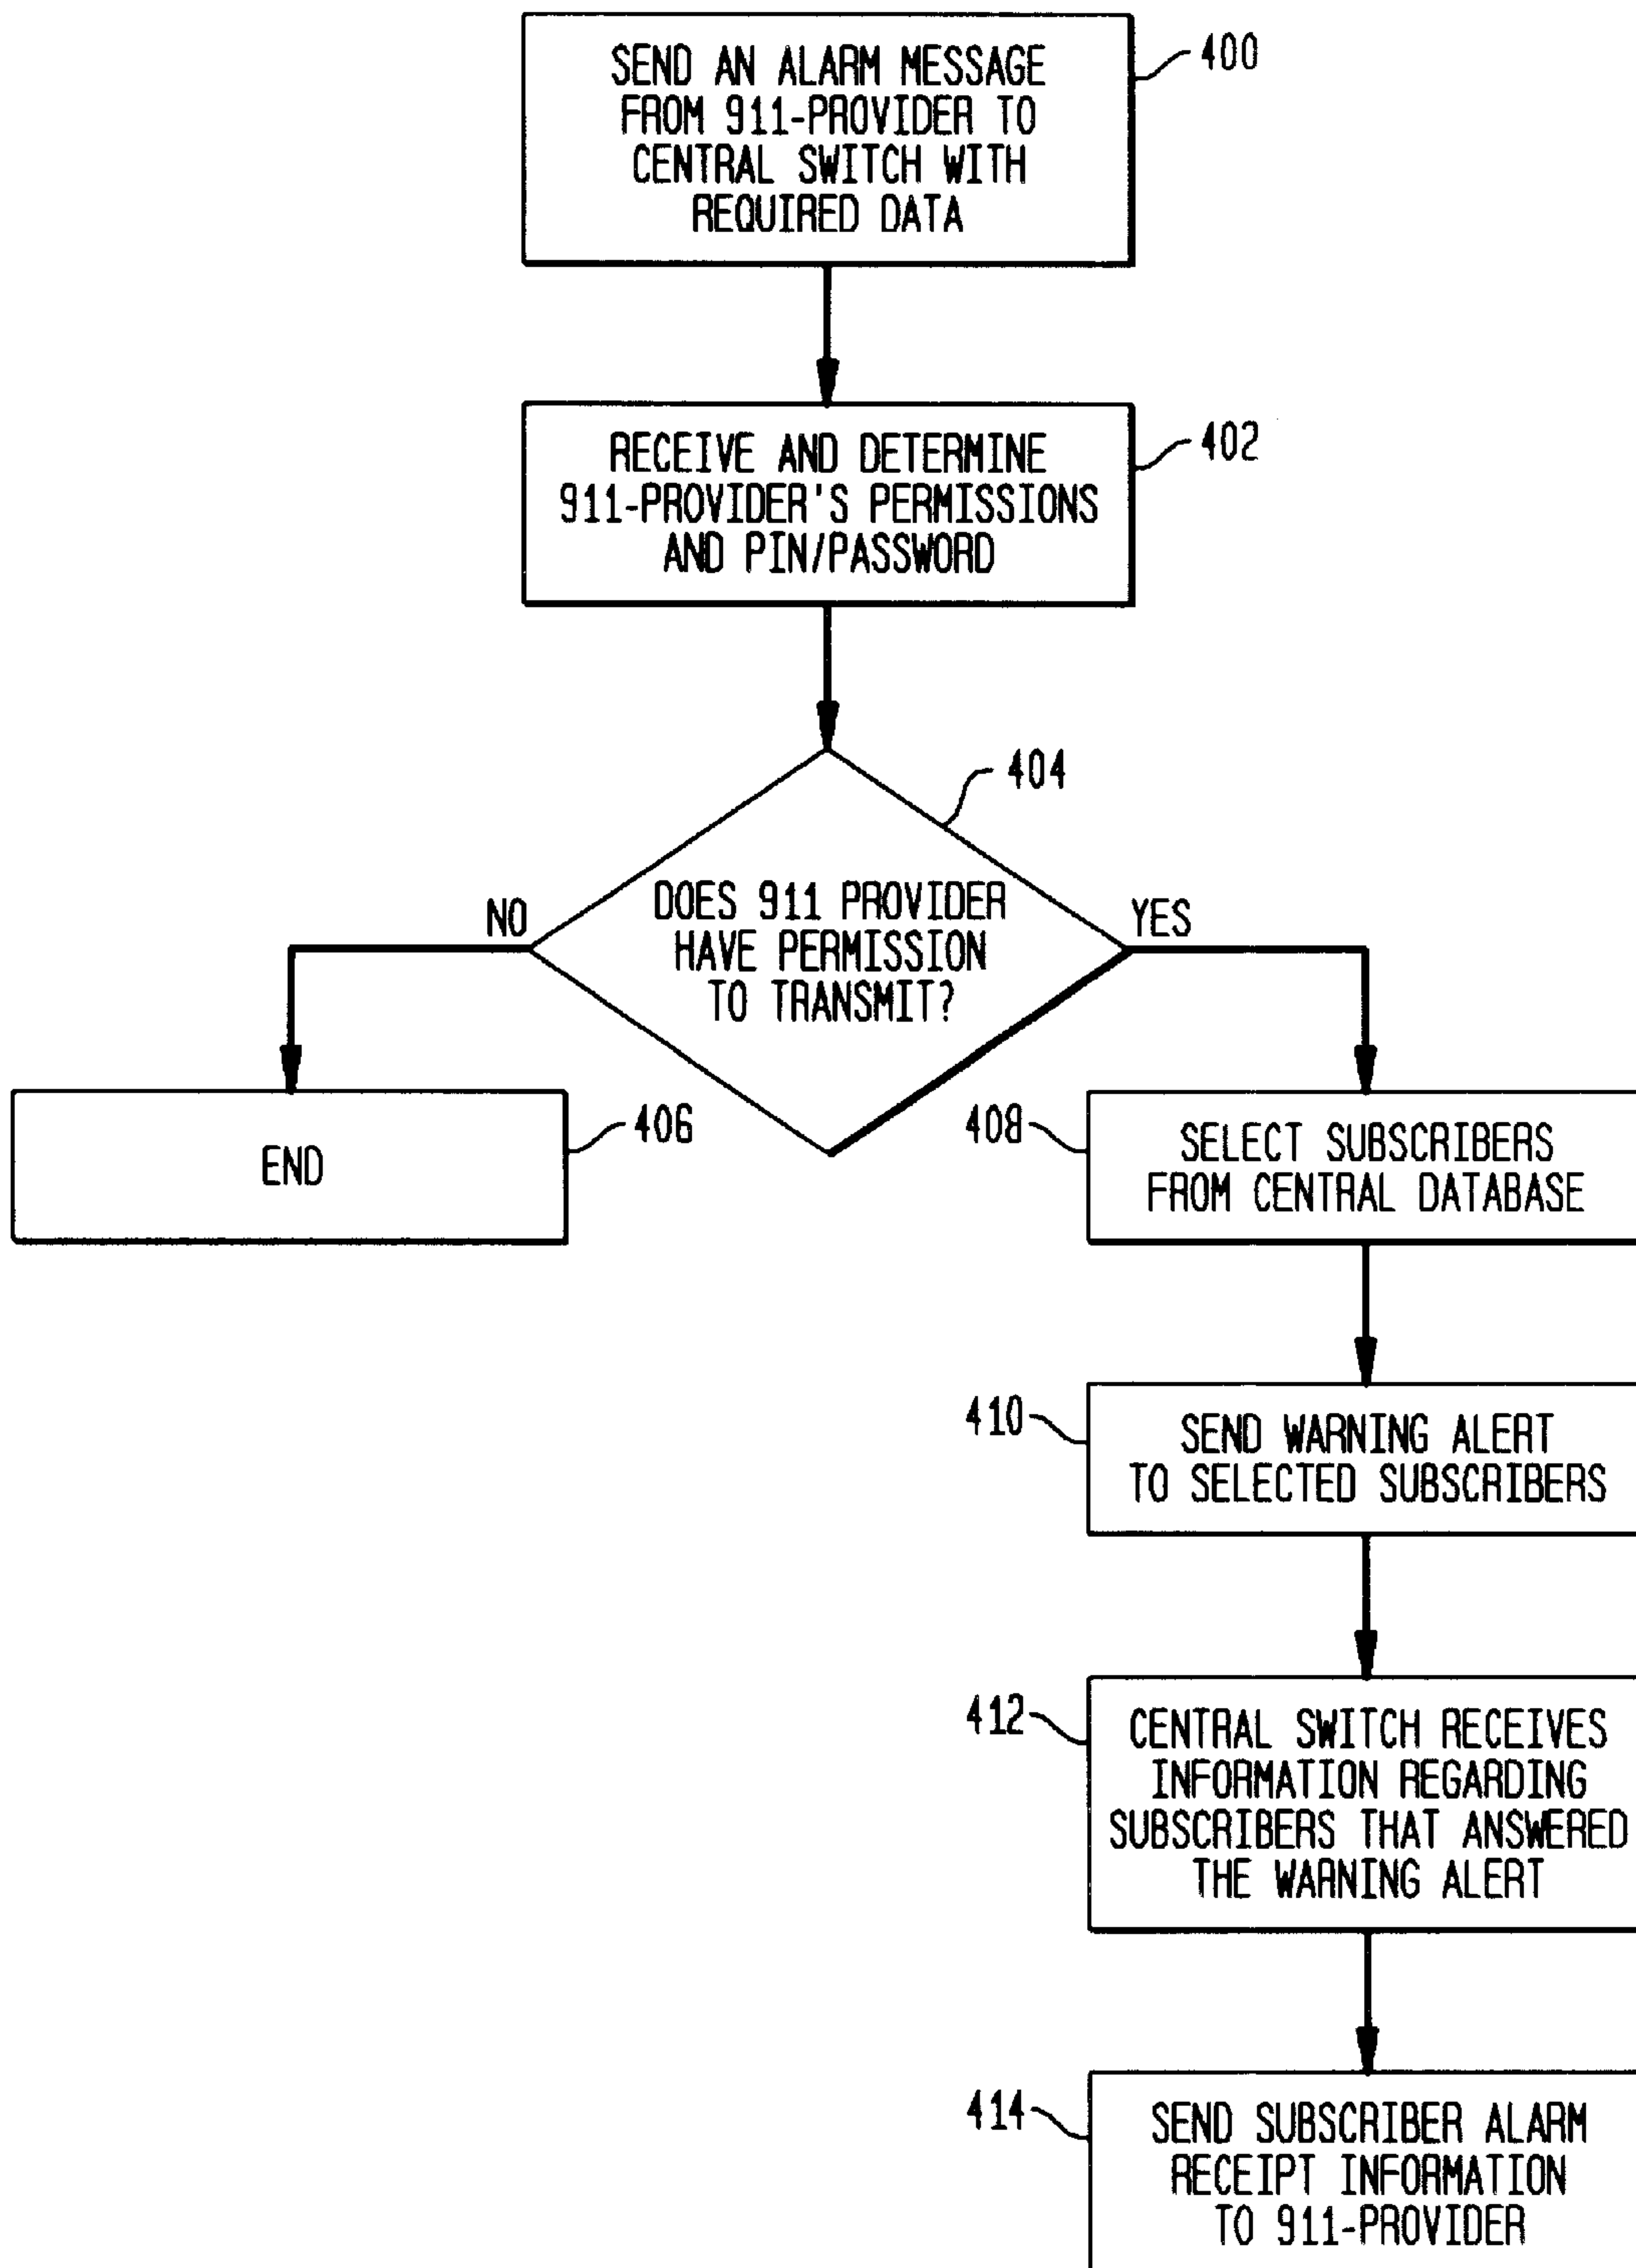 SEND AN ALARM MESSAGE
FROM 911-PROVIDER TO
CENTRAL SWITCH WITH
REQUIRED DATA
400
RECEIVE AND DETERMINE
911-PROVIDER'S PERMISSIONS
AND PIN/PASSWORD
402
404
DOES 911 PROVIDER
HAVE PERMISSION
TO TRANSMIT?
NO
YES
END
406
408
SELECT SUBSCRIBERS
FROM CENTRAL DATABASE
410
SEND WARNING ALERT
TO SELECTED SUBSCRIBERS
412
CENTRAL SWITCH RECEIVES
INFORMATION REGARDING
SUBSCRIBERS THAT ANSWERED
THE WARNING ALERT
414
SEND SUBSCRIBER ALARM
RECEIPT INFORMATION
TO 911-PROVIDER